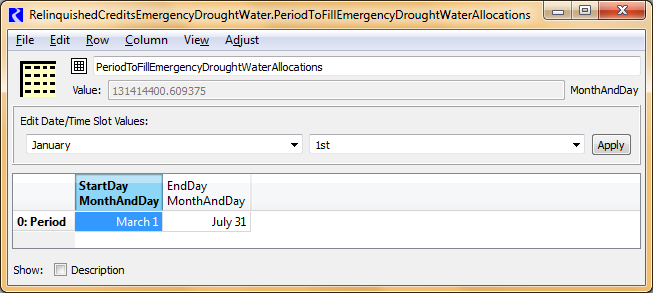 RelinquishedCreditsEmergencyDroughtWater.PeriodToFillEmergencyDroughtWaterAllocations
File Edit Row Column View Adjust
PeriodToFillEmergencyDroughtWaterAllocations
Value: 131414400.609375 MonthAndDay
Edit Date/Time Slot Values:
January 1st Apply
StartDay EndDay
MonthAndDay MonthAndDay
0: Period March 1 July 31
Show: Description